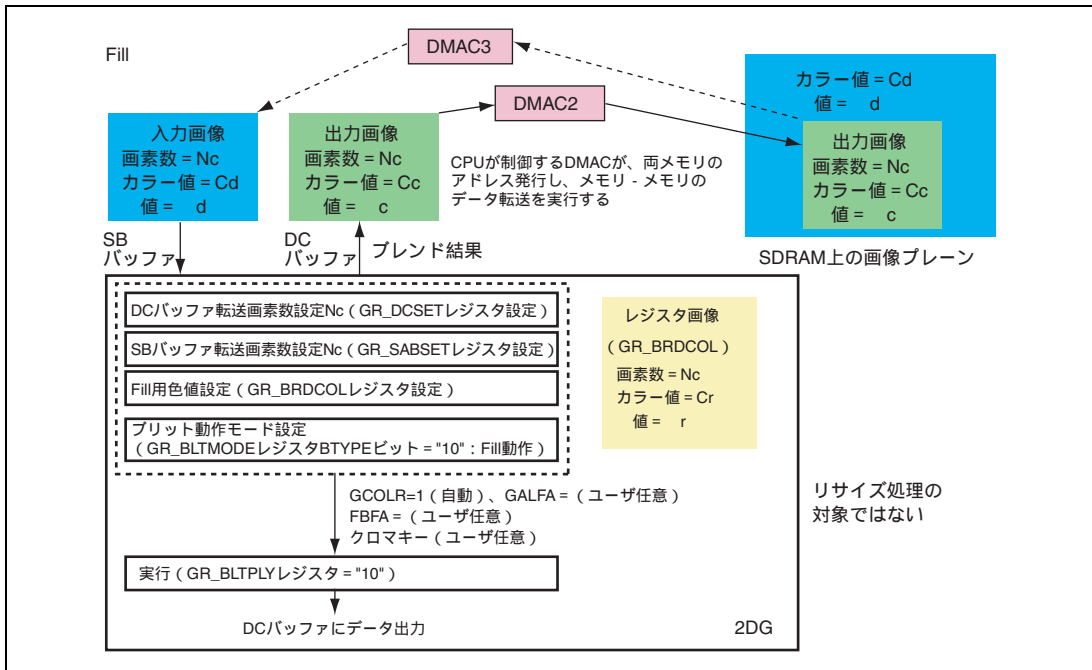 Fill
DMAC3
DMAC2
カラー値 = Cd
値 = d
出力画像
画素数 = Nc
カラー値 = Cc
値 = c
SDRAM上の画像プレーン
入力画像
画素数 = Nc
カラー値 = Cd
値 = d
出力画像
画素数 = Nc
カラー値 = Cc
値 = c
CPUが制御するDMACが、両メモリの
アドレス発行し、メモリ - メモリの
データ転送を実行する
SB
バッファ
DC
バッファ
ブレンド結果
DCバッファ転送画素数設定Nc(GR_DCSETレジスタ設定)
SBバッファ転送画素数設定Nc(GR_SABSETレジスタ設定)
Fill用色値設定(GR_BRDCOLレジスタ設定)
ブリット動作モード設定
(GR_BLTMODEレジスタBTYPEビット = "10":Fill動作)
レジスタ画像
(GR_BRDCOL)
画素数 = Nc
カラー値 = Cr
値 = r
GCOLR=1(自動)、GALFA =(ユーザ任意)
FBFA =(ユーザ任意)
クロマキー(ユーザ任意)
リサイズ処理の
対象ではない
実行(GR_BLTPLYレジスタ = "10")
DCバッファにデータ出力
2DG